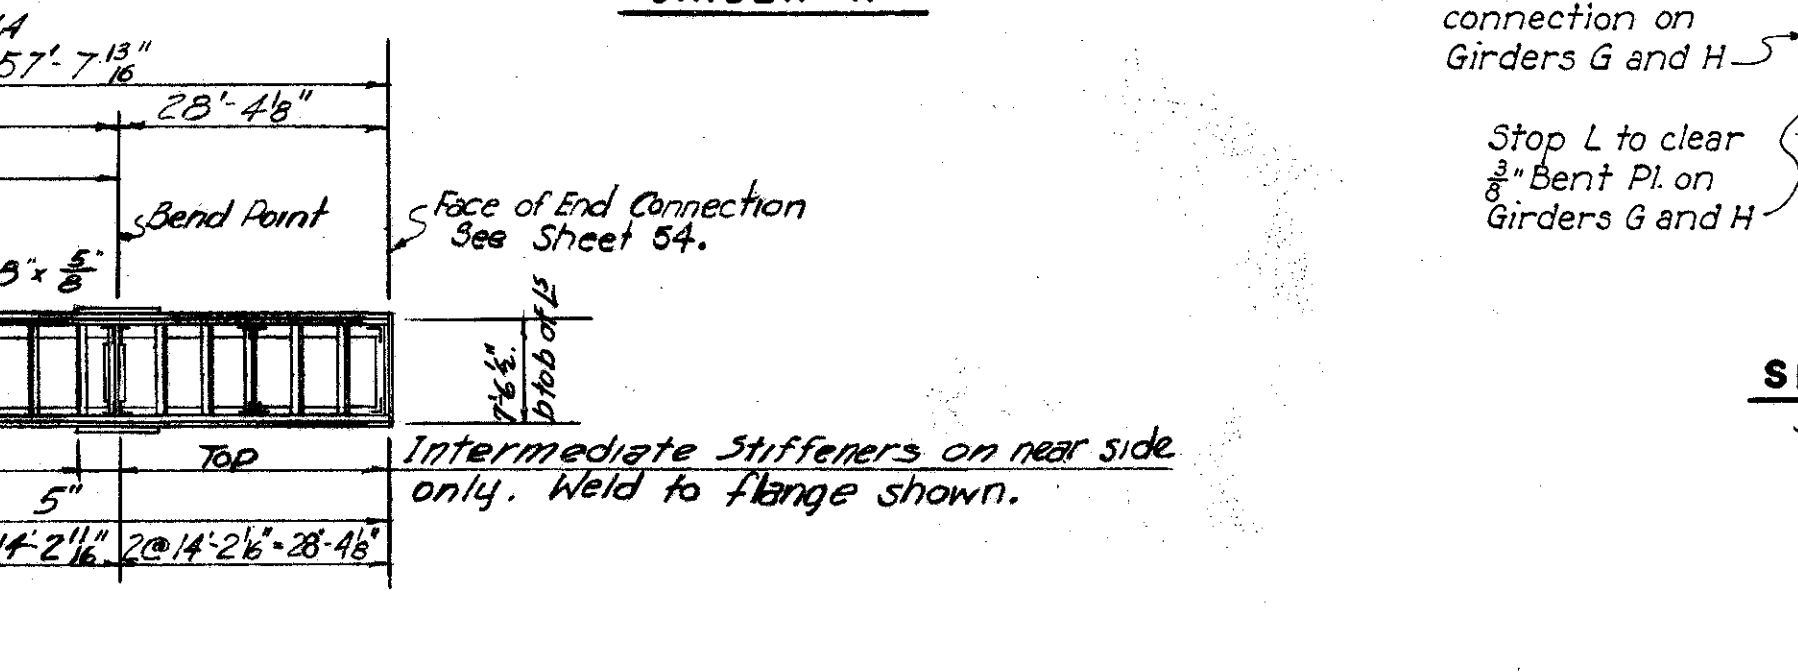 57'-7 13/16"
28'-4 1/8"
Bend Point
Face of End Connection
See Sheet 54.
8" x 5/8"
7'-6 1/2"
b to b of Ls
Top
Intermediate Stiffeners on near side
only. Weld to flange shown.
5"
14'-2 11/16"
2@14'-2 1/16"=28'-4 1/8"
connection on
Girders G and H
Stop L to clear
3/8" Bent Pl. on
Girders G and H